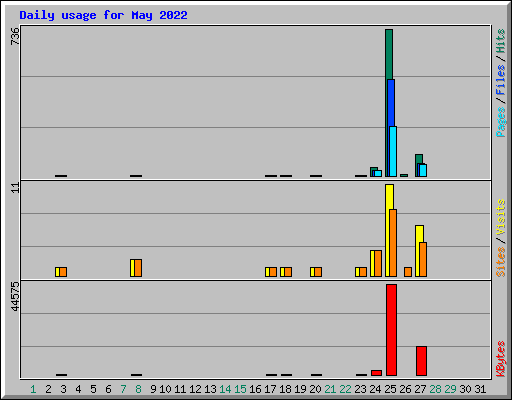 Daily usage for May 2022
736
Pages / Files / Hits
11
Sites / Visits
44575
KBytes
1 2 3 4 5 6 7 8 9 10 11 12 13 14 15 16 17 18 19 20 21 22 23 24 25 26 27 28 29 30 31